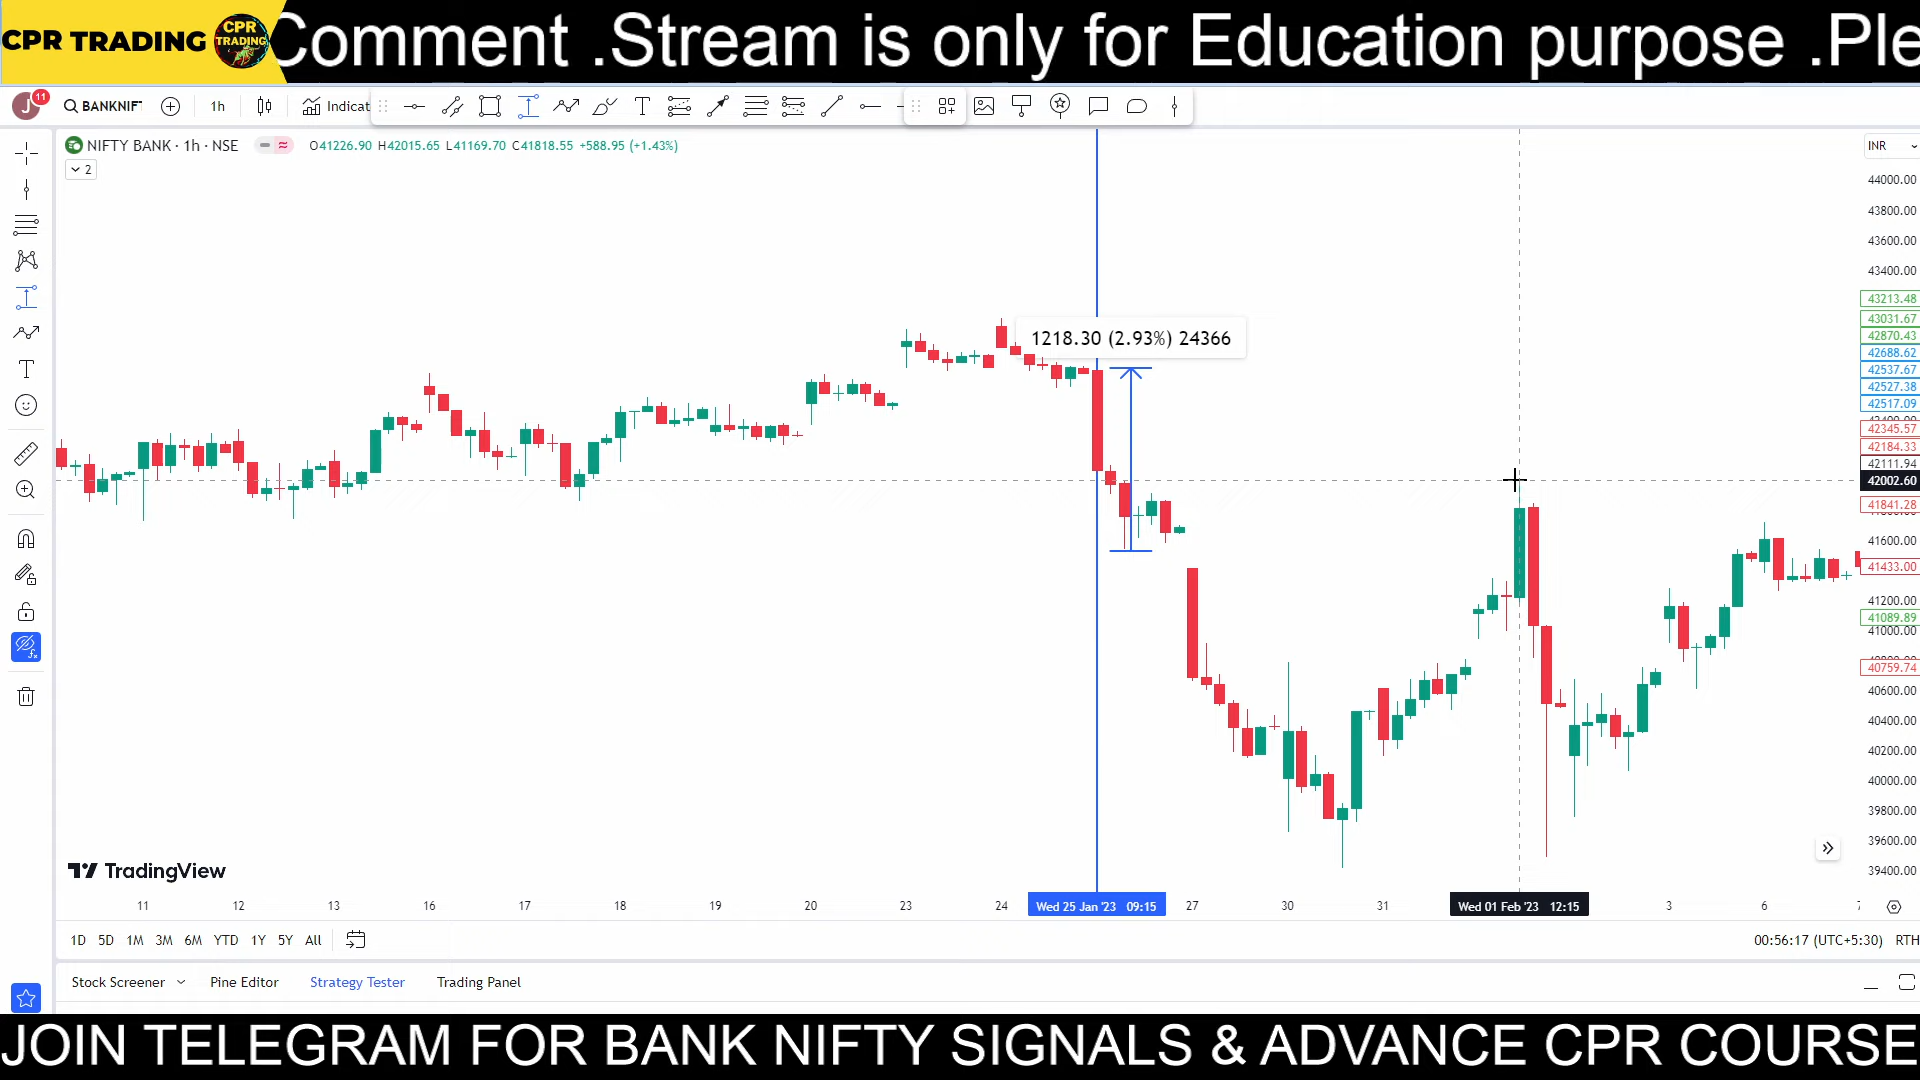 CPR TRADING
CPR
TRADING
Comment .Stream is only for Education purpose .Ple
J
11
BANKNIF
1h
Indicat
NIFTY BANK · 1h · NSE
O41226.90 H42015.65 L41169.70 C41818.55 +588.95 (+1.43%)
2
INR
44000.00
43800.00
43600.00
43400.00
43213.48
43031.67
42870.43
42688.62
42537.67
42527.38
42517.09
42345.57
42184.33
42111.94
42002.60
41841.28
41600.00
41433.00
41200.00
41089.89
41000.00
40759.74
40600.00
40400.00
40200.00
40000.00
39800.00
39600.00
39400.00
1218.30 (2.93%) 24366
TradingView
11 12 13 16 17 18 19 20 23 24 Wed 25 Jan '23 09:15 27 30 31 Wed 01 Feb '23 12:15 3 6
1D 5D 1M 3M 6M YTD 1Y 5Y All
00:56:17 (UTC+5:30) RTH
Stock Screener Pine Editor Strategy Tester Trading Panel
JOIN TELEGRAM FOR BANK NIFTY SIGNALS & ADVANCE CPR COURSE